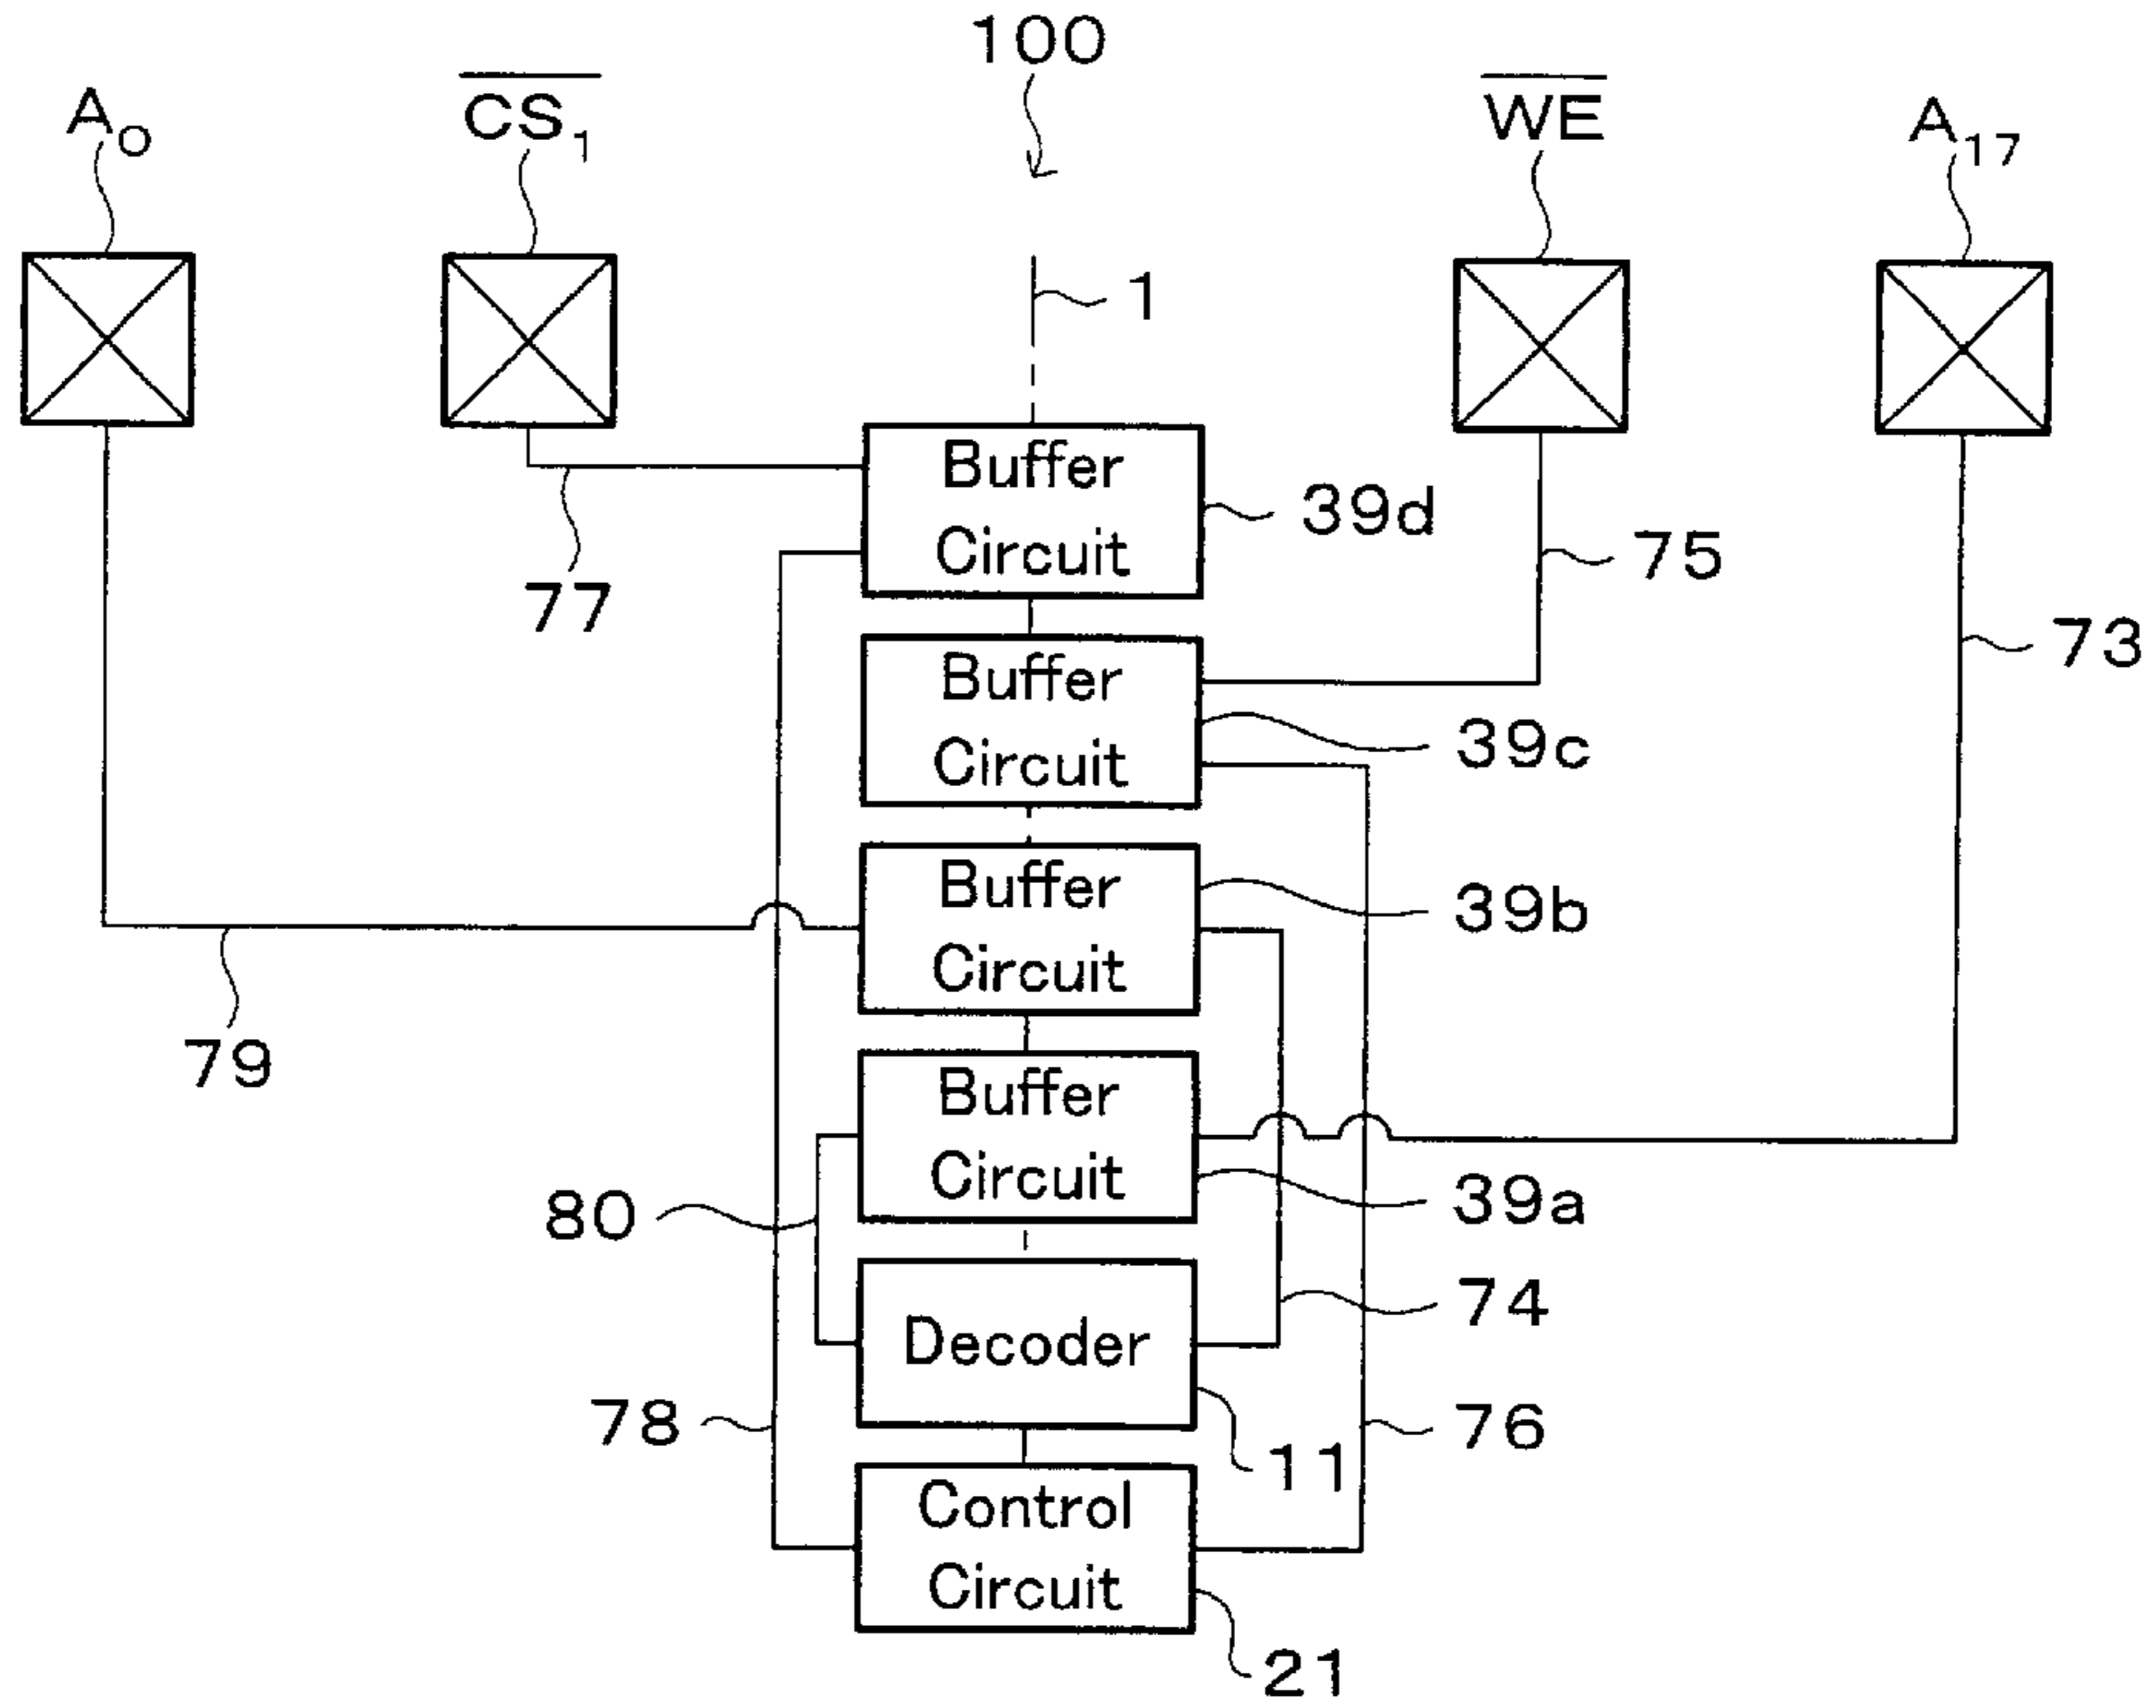 100
A0
CS1
WE
A17
1
Buffer
Circuit
39d
77
75
73
Buffer
Circuit
39c
Buffer
Circuit
39b
79
Buffer
Circuit
39a
80
74
Decoder
78
76
11
Control
Circuit
21